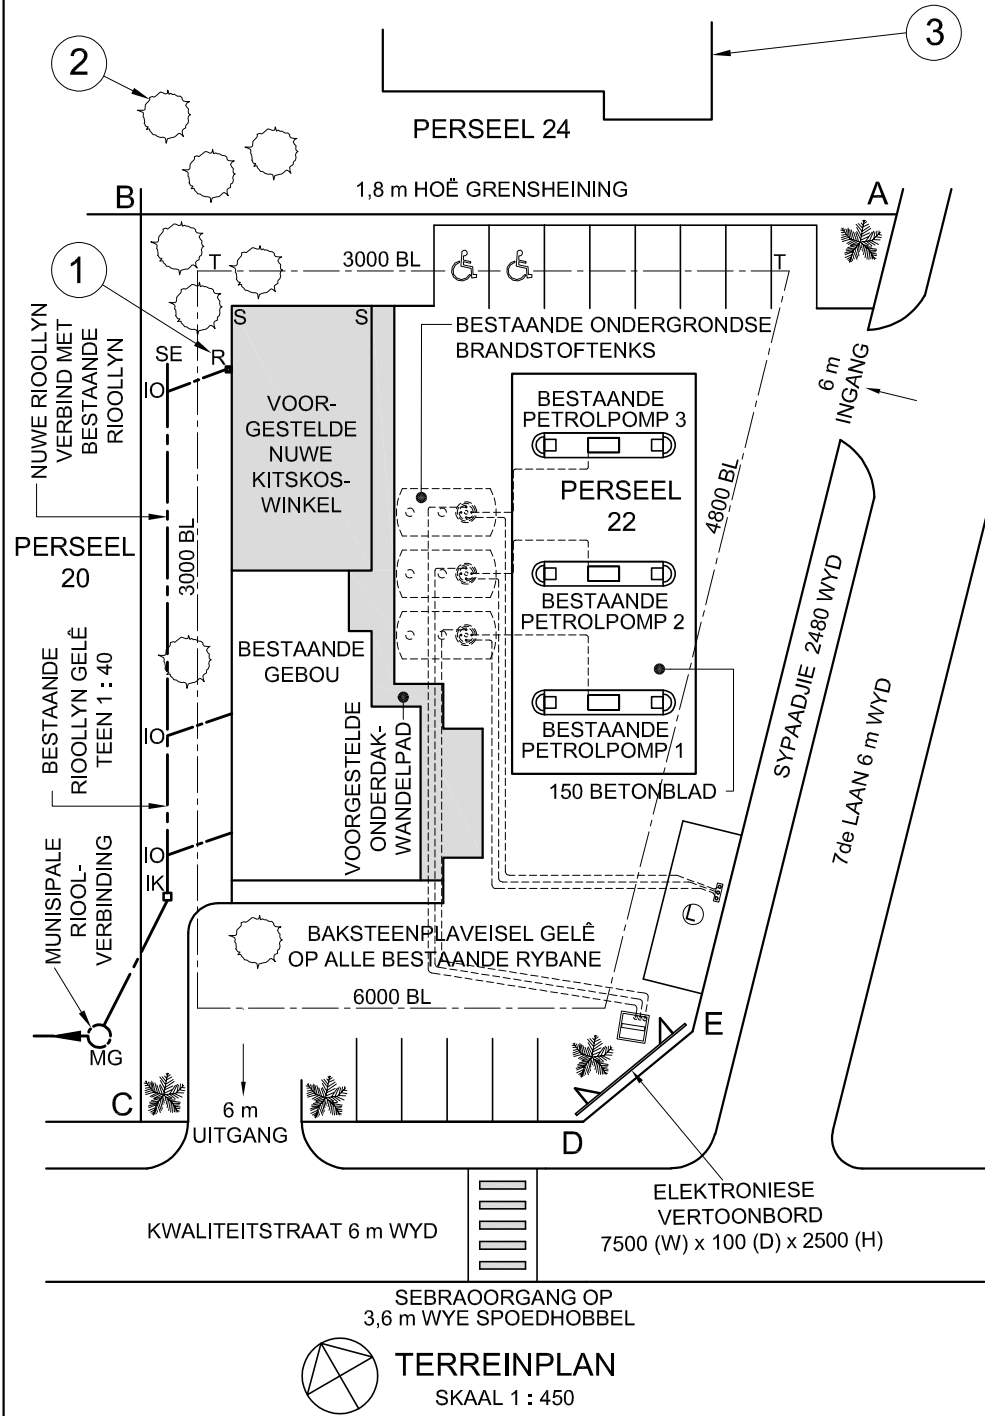 2
3
PERSEEL 24
1,8 m HOË GRENSHEINING
B
A
1
T
3000 BL
T
S
S
BESTAANDE ONDERGRONDSE
BRANDSTOFTENKS
NUWE RIOOLLYN
VERBIND MET
BESTAANDE
RIOOLLYN
SE
R
IO
6 m
INGANG
VOOR-
GESTELDE
NUWE
KITSKOS-
WINKEL
BESTAANDE
PETROLPOMP 3
PERSEEL
22
4800 BL
PERSEEL
20
3000 BL
BESTAANDE
PETROLPOMP 2
SYPAADJIE 2480 WYD
BESTAANDE
GEBOU
BESTAANDE
RIOOLLYN GELÊ
TEEN 1 : 40
IO
VOORGESTELDE
ONDERDAK-
WANDELPAD
BESTAANDE
PETROLPOMP 1
150 BETONBLAD
7de LAAN 6 m WYD
IO
IK
MUNISIPALE
RIOOL-
VERBINDING
L
BAKSTEENPLAVEISEL GELÊ
OP ALLE BESTAANDE RYBANE
6000 BL
E
MG
C
6 m
UITGANG
D
ELEKTRONIESE
VERTOONBORD
7500 (W) x 100 (D) x 2500 (H)
KWALITEITSTRAAT 6 m WYD
SEBRAOORGANG OP
3,6 m WYE SPOEDHOBBEL
TERREINPLAN
SKAAL 1 : 450